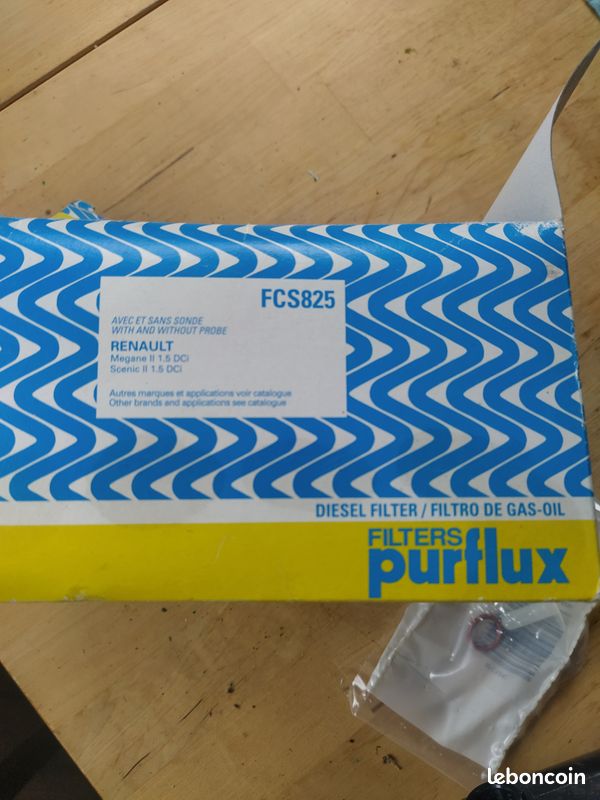 FCS825
AVEC ET SANS SONDE
WITH AND WITHOUT PROBE
RENAULT
Megane II 1.5 DCi
Scenic II 1.5 DCi
Autres marques et applications voir catalogue
Other brands and applications see catalogue
DIESEL FILTER / FILTRO DE GAS-OIL
FILTERS
purflux
leboncoin